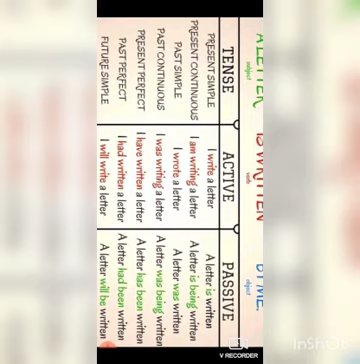 A LETTER IS WRITTEN BY ME.
subject verb object
TENSE ACTIVE PASSIVE
PRESENT SIMPLE I write a letter A letter is written
PRESENT CONTINUOUS I am writing a letter A letter is being written
PAST SIMPLE I wrote a letter A letter was written
PAST CONTINUOUS I was writing a letter A letter was being written
PRESENT PERFECT I have written a letter A letter has been written
PAST PERFECT I had written a letter A letter had been written
FUTURE SIMPLE I will write a letter A letter will be written
V RECORDER
InShOt